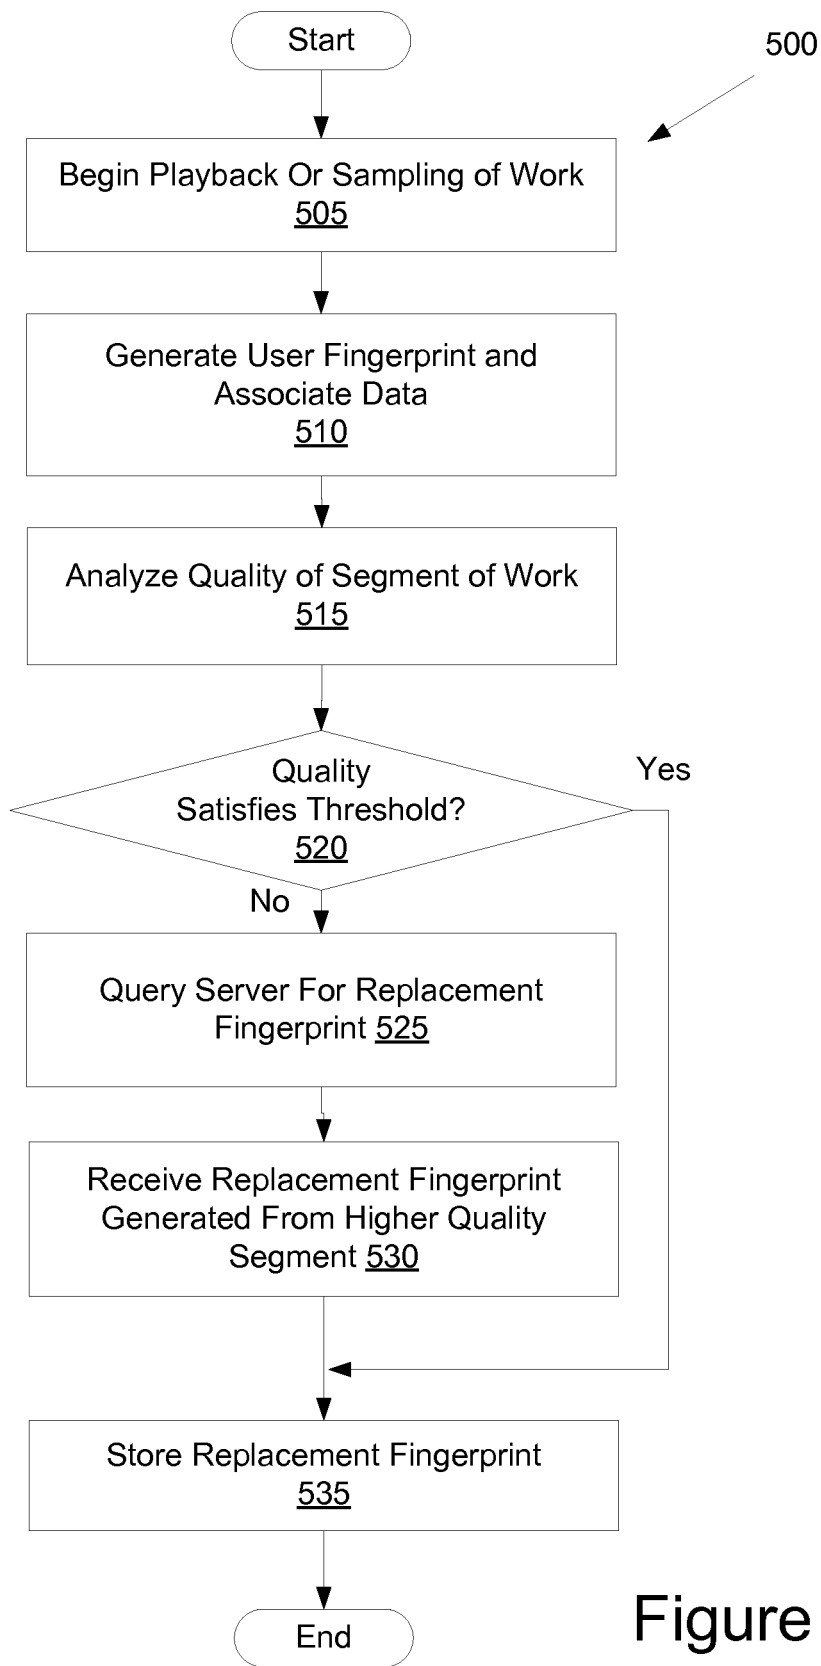 Start
500
Begin Playback Or Sampling of Work
505
Generate User Fingerprint and
Associate Data
510
Analyze Quality of Segment of Work
515
Quality
Satisfies Threshold?
520
Yes
No
Query Server For Replacement
Fingerprint 525
Receive Replacement Fingerprint
Generated From Higher Quality
Segment 530
Store Replacement Fingerprint
535
End
Figure